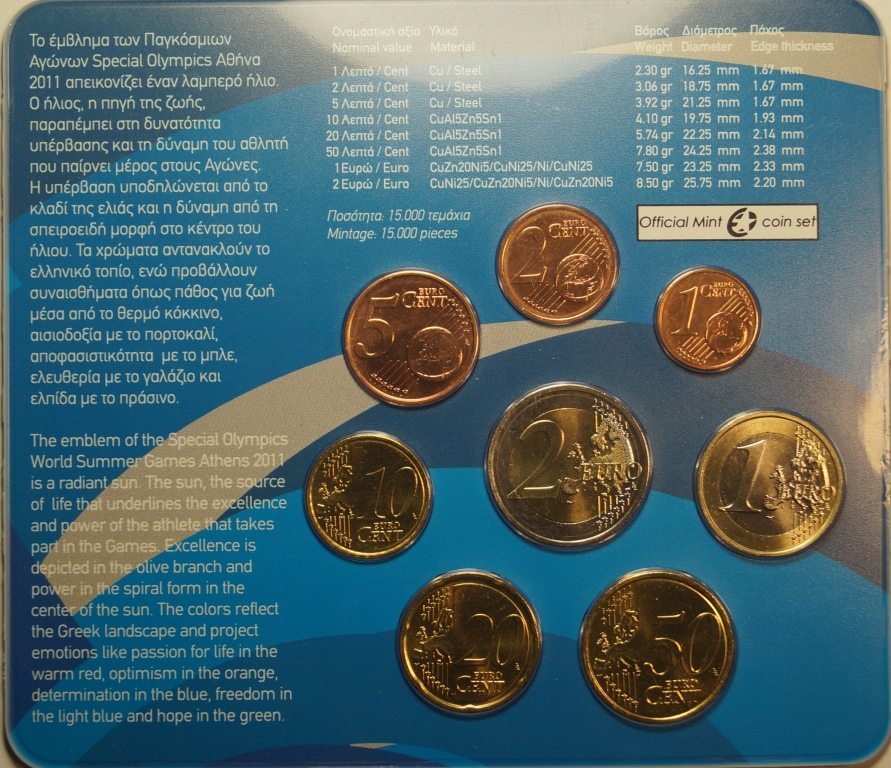 Το έμβλημα των Παγκόσμιων
Αγώνων Special Olympics Αθήνα
2011 απεικονίζει έναν λαμπερό ήλιο.
Ο ήλιος, η πηγή της ζωής,
παραπέμπει στη δυνατότητα
υπέρβασης και τη δύναμη του αθλητή
που παίρνει μέρος στους Αγώνες.
Η υπέρβαση υποδηλώνεται από το
κλαδί της ελιάς και η δύναμη από τη
σπειροειδή μορφή στο κέντρο του
ήλιου. Τα χρώματα αντανακλούν το
ελληνικό τοπίο, ενώ προβάλλουν
συναισθήματα όπως πάθος για ζωή
μέσα από το θερμό κόκκινο,
αισιοδοξία με το πορτοκαλί,
αποφασιστικότητα με το μπλε,
ελευθερία με το γαλάζιο και
ελπίδα με το πράσινο.
The emblem of the Special Olympics
World Summer Games Athens 2011
is a radiant sun. The sun, the source
of life that underlines the excellence
and power of the athlete that takes
part in the Games. Excellence is
depicted in the olive branch and
power in the spiral form in the
center of the sun. The colors reflect
the Greek landscape and project
emotions like passion for life in the
warm red, optimism in the orange,
determination in the blue, freedom in
the light blue and hope in the green.
Ονομαστική αξία Υλικό Βάρος Διάμετρος Πάχος
Nominal value Material Weight Diameter Edge thickness
1 Λεπτό / Cent Cu / Steel 2.30 gr 16.25 mm 1.67 mm
2 Λεπτά / Cent Cu / Steel 3.06 gr 18.75 mm 1.67 mm
5 Λεπτά / Cent Cu / Steel 3.92 gr 21.25 mm 1.67 mm
10 Λεπτά / Cent CuAl5Zn5Sn1 4.10 gr 19.75 mm 1.93 mm
20 Λεπτά / Cent CuAl5Zn5Sn1 5.74 gr 22.25 mm 2.14 mm
50 Λεπτά / Cent CuAl5Zn5Sn1 7.80 gr 24.25 mm 2.38 mm
1 Ευρώ / Euro CuZn20Ni5/CuNi25/Ni/CuNi25 7.50 gr 23.25 mm 2.33 mm
2 Ευρώ / Euro CuNi25/CuZn20Ni5/Ni/CuZn20Ni5 8.50 gr 25.75 mm 2.20 mm
Ποσότητα: 15.000 τεμάχια
Mintage: 15.000 pieces
Official Mint coin set
2 EURO CENT
5 EURO CENT
1 EURO CENT
10 EURO CENT
2 EURO
1 EURO
20 EURO CENT
50 EURO CENT